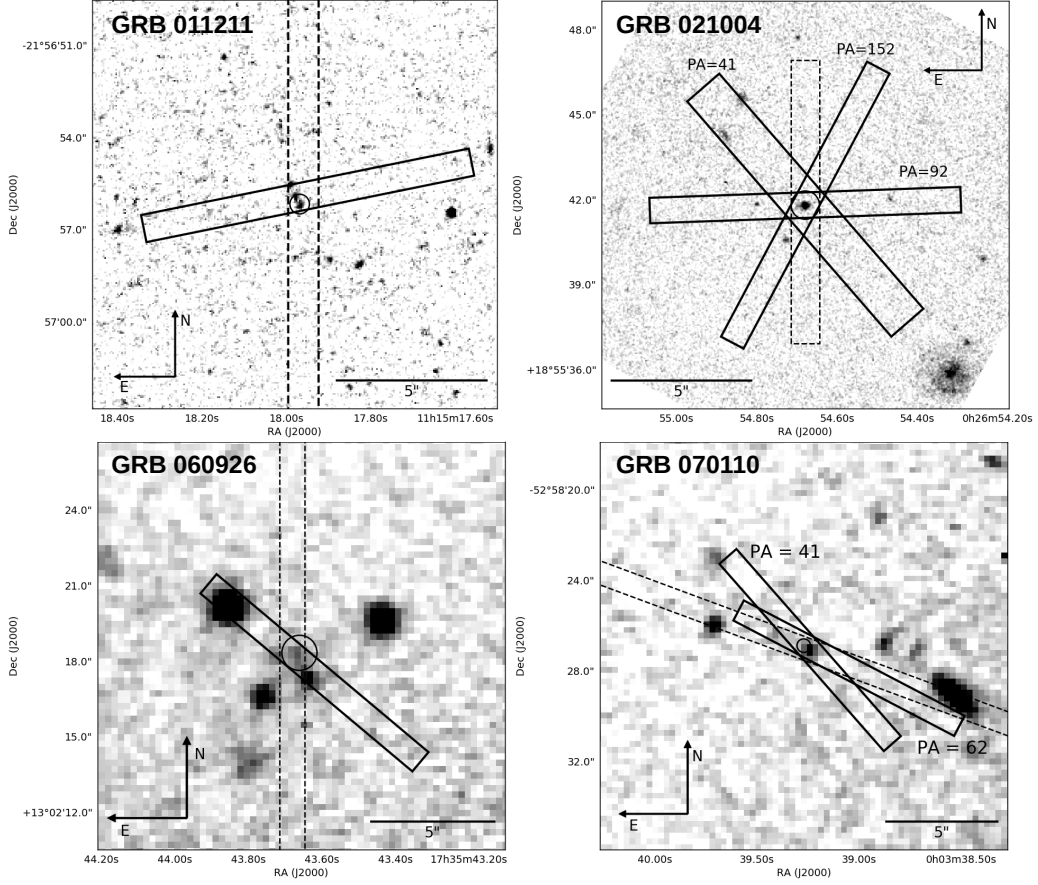 GRB 011211
-21°56'51.0"
54.0"
57.0"
57'00.0"
Dec (J2000)
N
E
5"
18.40s 18.20s 18.00s 17.80s 11h15m17.60s
RA (J2000)
GRB 021004
48.0"
45.0"
42.0"
39.0"
+18°55'36.0"
Dec (J2000)
N
E
PA=41
PA=152
PA=92
5"
55.00s 54.80s 54.60s 54.40s 0h26m54.20s
RA (J2000)
GRB 060926
24.0"
21.0"
18.0"
15.0"
+13°02'12.0"
Dec (J2000)
N
E
5"
44.20s 44.00s 43.80s 43.60s 43.40s 17h35m43.20s
RA (J2000)
GRB 070110
-52°58'20.0"
24.0"
28.0"
32.0"
Dec (J2000)
PA = 41
PA = 62
N
E
5"
40.00s 39.50s 39.00s 0h03m38.50s
RA (J2000)